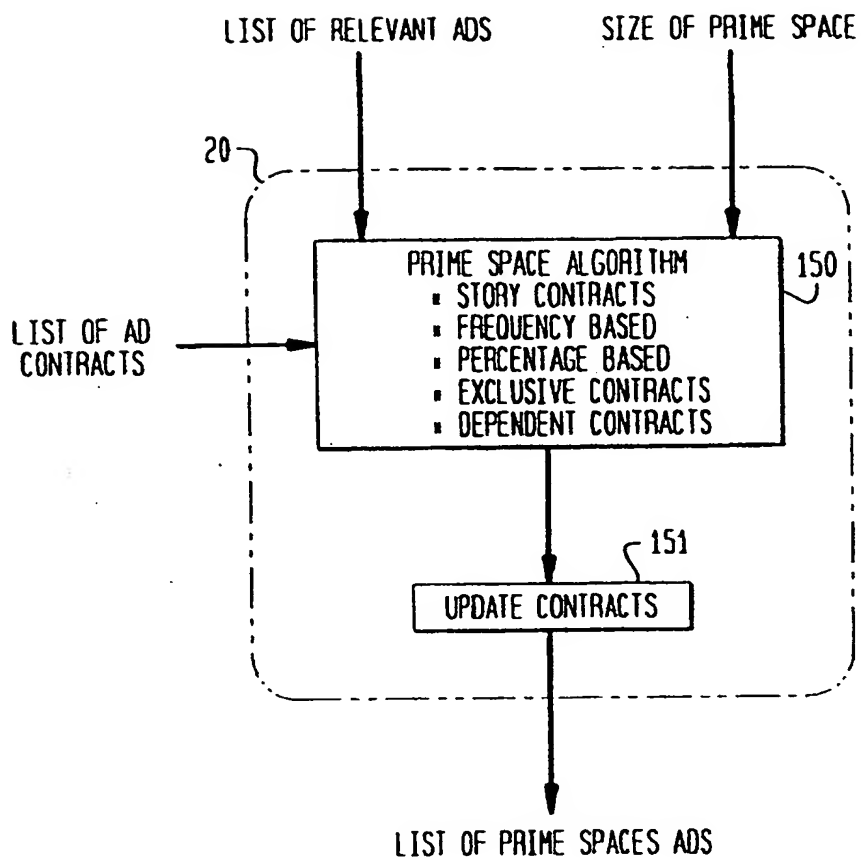 LIST OF RELEVANT ADS
SIZE OF PRIME SPACE
20
PRIME SPACE ALGORITHM
150
▪ STORY CONTRACTS
▪ FREQUENCY BASED
LIST OF AD
CONTRACTS
▪ PERCENTAGE BASED
▪ EXCLUSIVE CONTRACTS
▪ DEPENDENT CONTRACTS
151
UPDATE CONTRACTS
LIST OF PRIME SPACES ADS